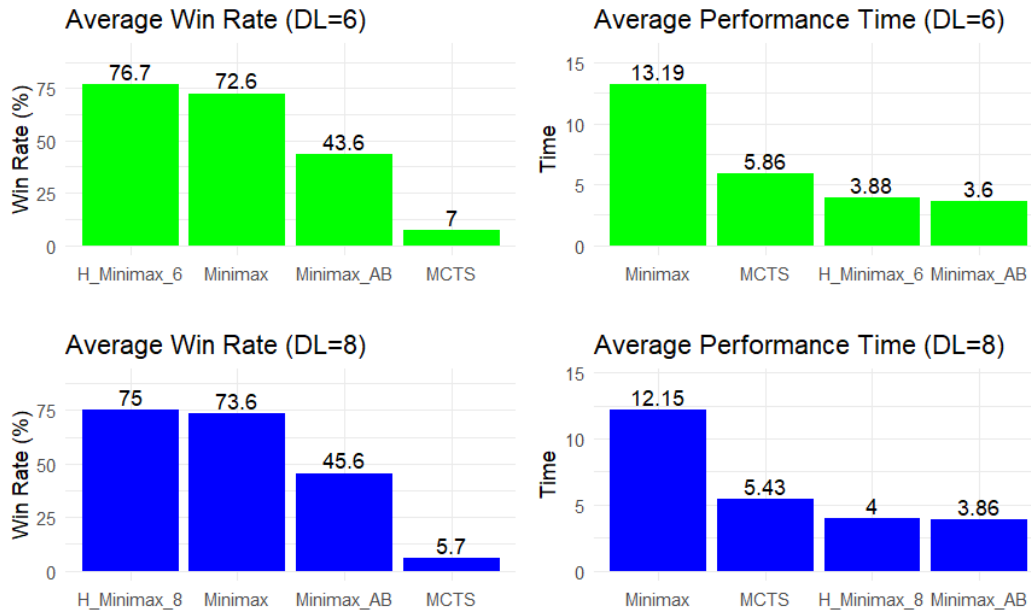 Average Win Rate (DL=6)
Win Rate (%)
75
50
25
0
76.7
72.6
43.6
7
H_Minimax_6 Minimax Minimax_AB MCTS
Average Performance Time (DL=6)
Time
15
10
5
0
13.19
5.86
3.88
3.6
Minimax MCTS H_Minimax_6 Minimax_AB
Average Win Rate (DL=8)
Win Rate (%)
75
50
25
0
75
73.6
45.6
5.7
H_Minimax_8 Minimax Minimax_AB MCTS
Average Performance Time (DL=8)
Time
15
10
5
0
12.15
5.43
4
3.86
Minimax MCTS H_Minimax_8 Minimax_AB